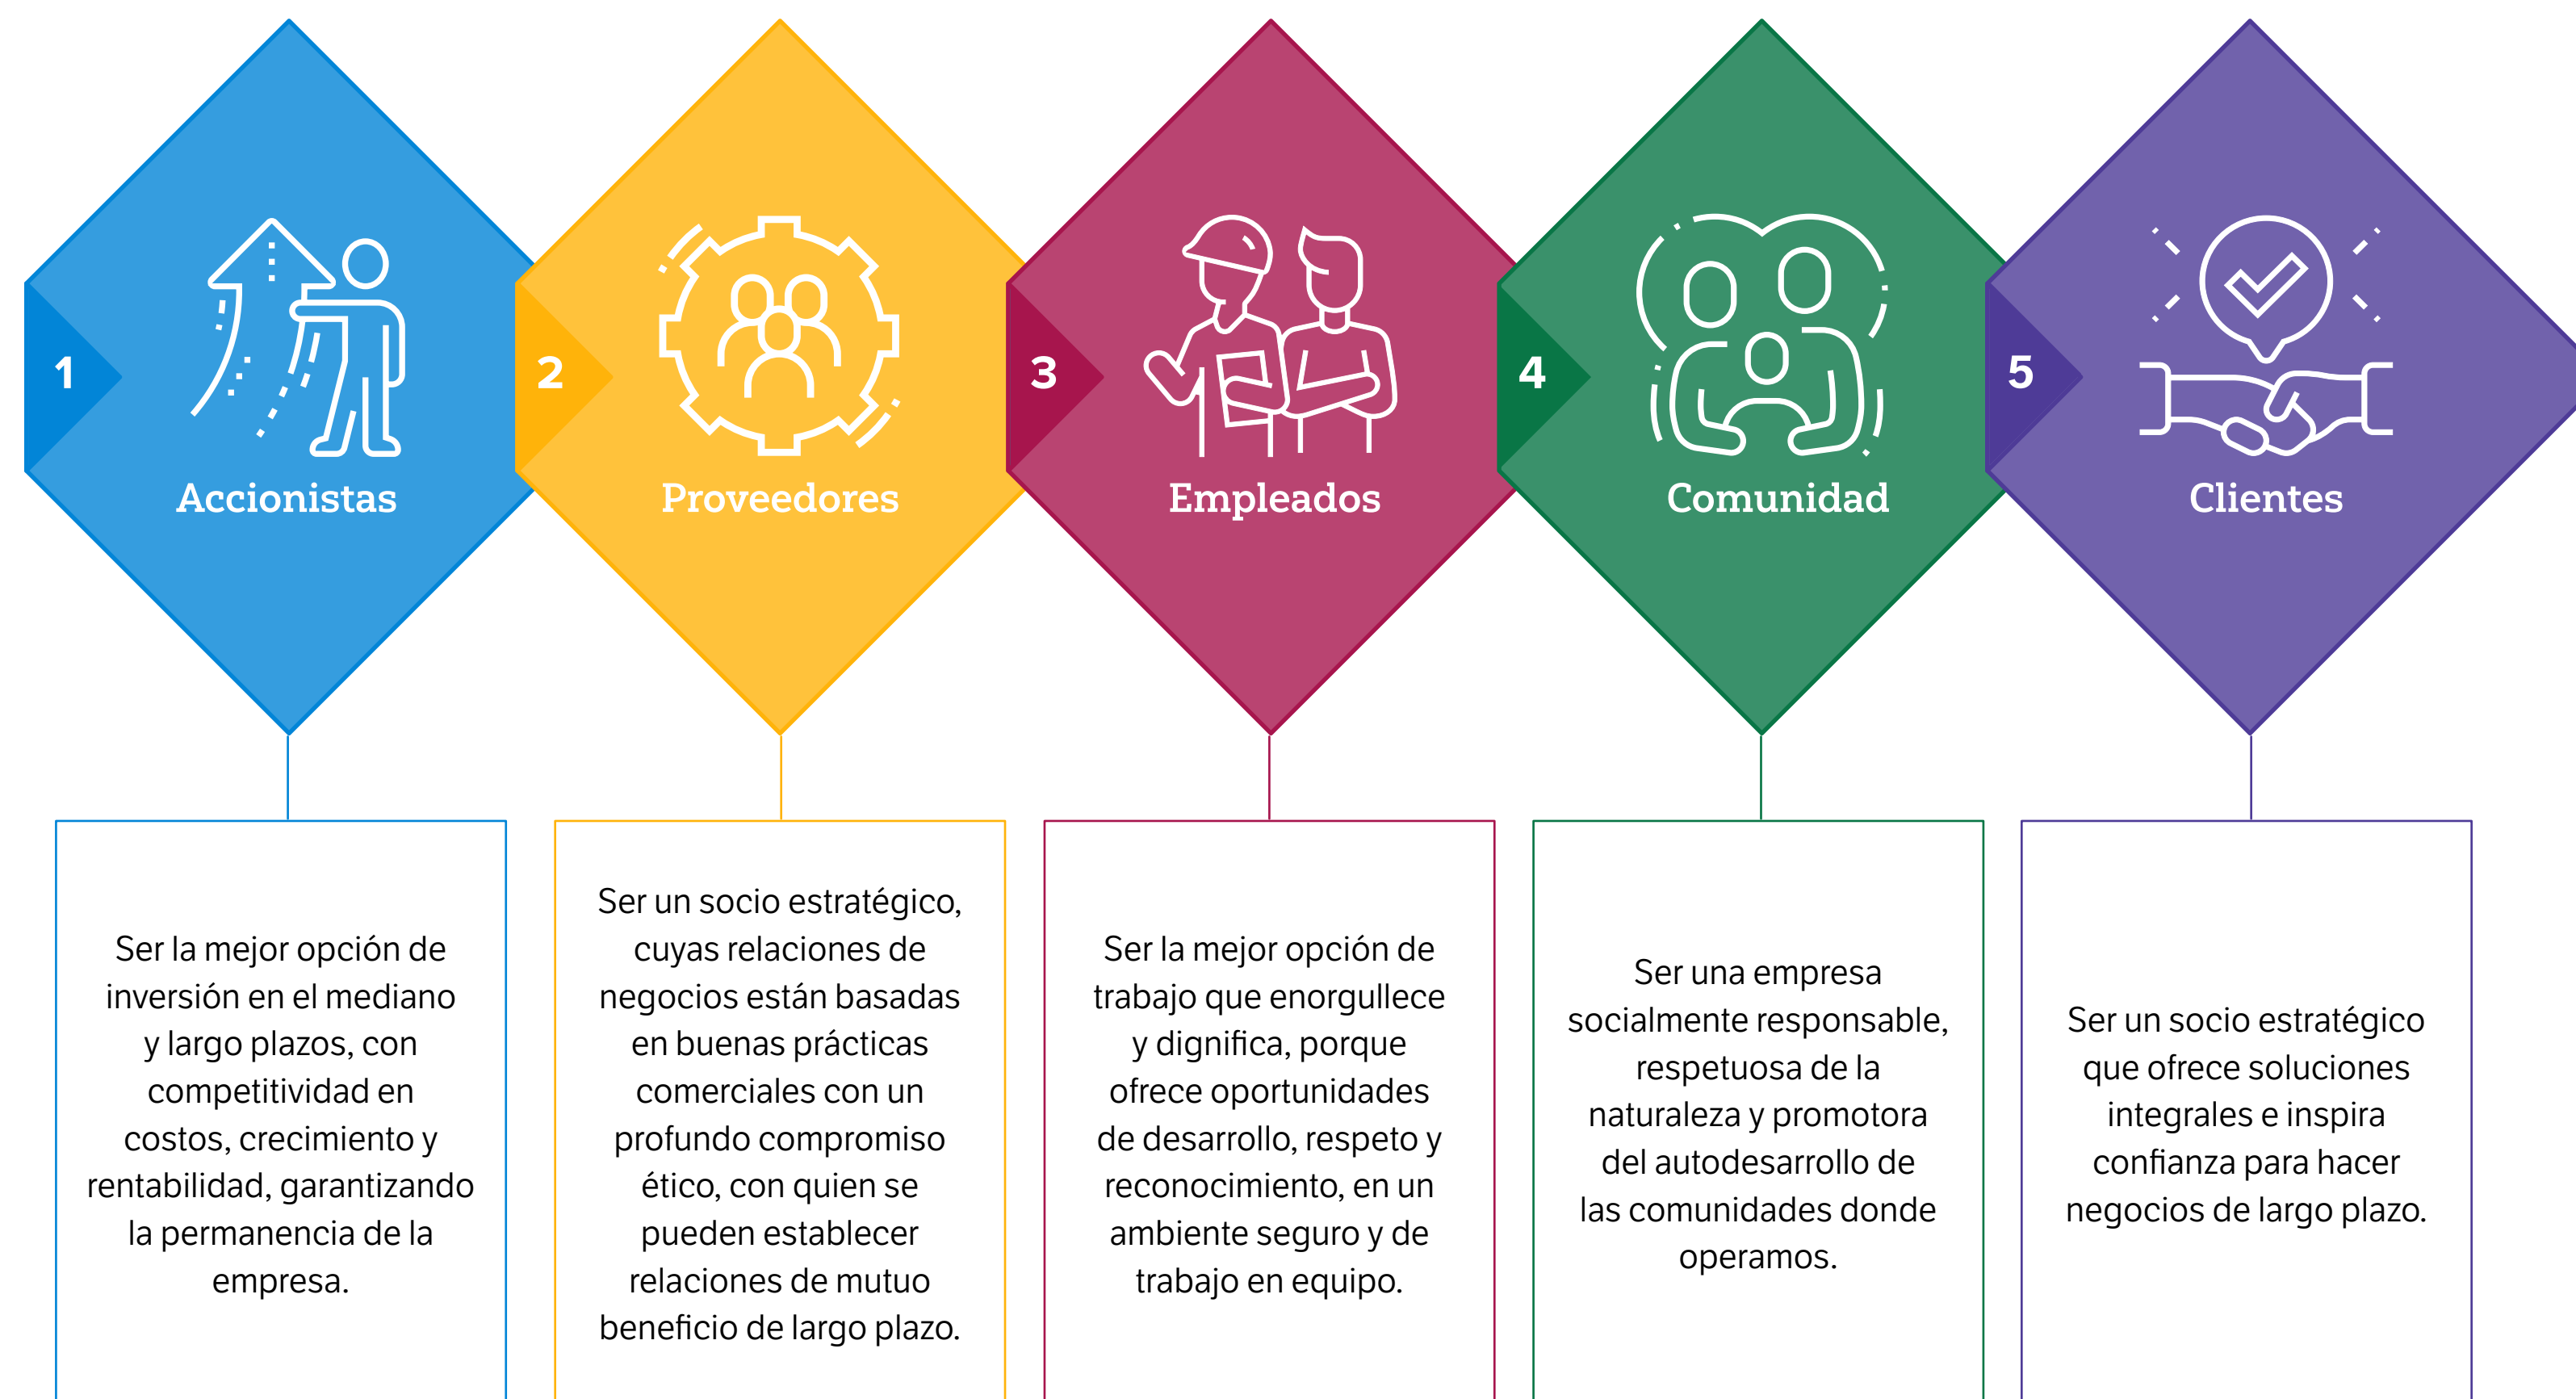 1
Accionistas
Ser la mejor opción de
inversión en el mediano
y largo plazos, con
competitividad en
costos, crecimiento y
rentabilidad, garantizando
la permanencia de la
empresa.
2
Proveedores
Ser un socio estratégico,
cuyas relaciones de
negocios están basadas
en buenas prácticas
comerciales con un
profundo compromiso
ético, con quien se
pueden establecer
relaciones de mutuo
beneficio de largo plazo.
3
Empleados
Ser la mejor opción de
trabajo que enorgullece
y dignifica, porque
ofrece oportunidades
de desarrollo, respeto y
reconocimiento, en un
ambiente seguro y de
trabajo en equipo.
4
Comunidad
Ser una empresa
socialmente responsable,
respetuosa de la
naturaleza y promotora
del autodesarrollo de
las comunidades donde
operamos.
5
Clientes
Ser un socio estratégico
que ofrece soluciones
integrales e inspira
confianza para hacer
negocios de largo plazo.